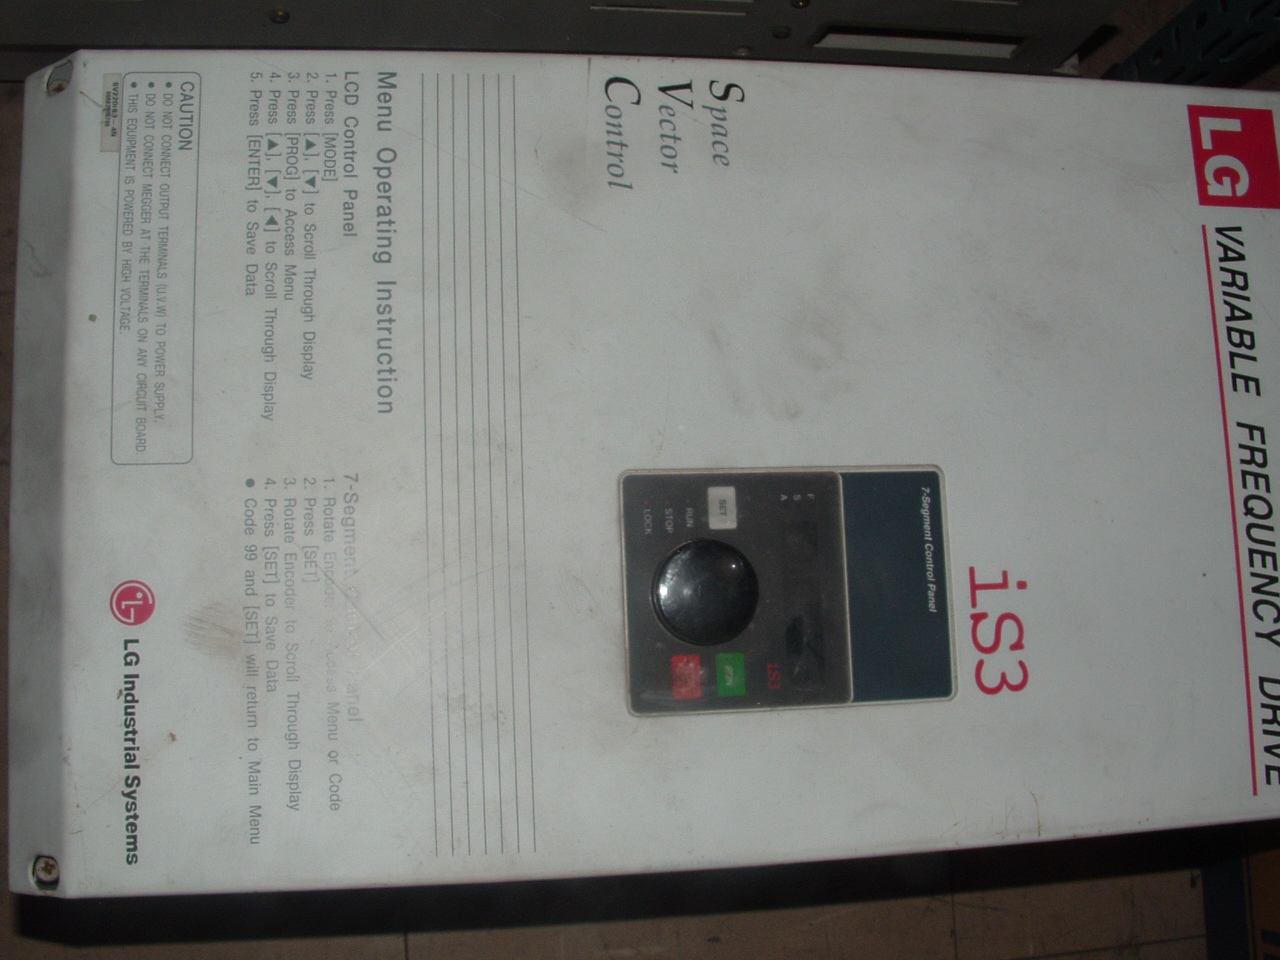 LG VARIABLE FREQUENCY DRIVE
iS3
7-Segment Control Panel
F
S
A
iS3
SET
RUN
STOP
LOCK
RUN
Space
Vector
Control
Menu Operating Instruction
LCD Control Panel
1. Press [MODE]
2. Press [▲], [▼] to Scroll Through Display
3. Press [PROG] to Access Menu
4. Press [▲], [▼], [◀] to Scroll Through Display
5. Press [ENTER] to Save Data
7-Segment Control Panel
1. Rotate Encoder to Access Menu or Code
2. Press [SET]
3. Rotate Encoder to Scroll Through Display
4. Press [SET] to Save Data
● Code 99 and [SET] will return to Main Menu
CAUTION
● DO NOT CONNECT OUTPUT TERMINALS (U.V.W) TO POWER SUPPLY.
● DO NOT CONNECT MEGGER AT THE TERMINALS ON ANY CIRCUIT BOARD.
● THIS EQUIPMENT IS POWERED BY HIGH VOLTAGE.
LG Industrial Systems